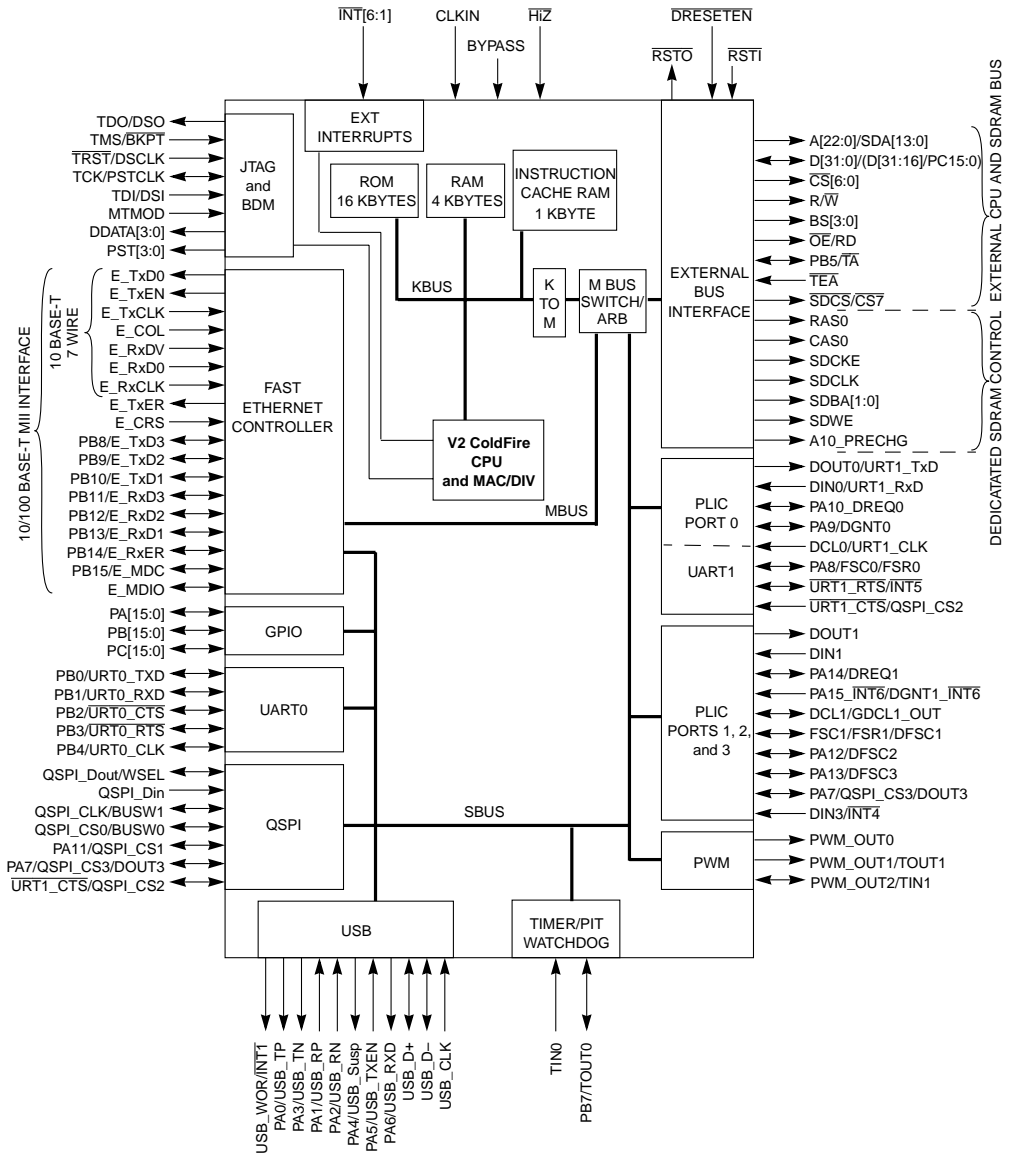 INT[6:1]
CLKIN
BYPASS
HiZ
DRESETEN
RSTO
RSTI
TDO/DSO
TMS/BKPT
TRST/DSCLK
TCK/PSTCLK
TDI/DSI
MTMOD
DDATA[3:0]
PST[3:0]
JTAG
and
BDM
EXT
INTERRUPTS
ROM
16 KBYTES
RAM
4 KBYTES
INSTRUCTION
CACHE RAM
1 KBYTE
KBUS
K
TO
M
M BUS
SWITCH/
ARB
EXTERNAL
BUS
INTERFACE
A[22:0]/SDA[13:0]
D[31:0]/(D[31:16]/PC15:0)
CS[6:0]
R/W
BS[3:0]
OE/RD
PB5/TA
TEA
SDCS/CS7
RAS0
CAS0
SDCKE
SDCLK
SDBA[1:0]
SDWE
A10_PRECHG
EXTERNAL CPU AND SDRAM BUS
DEDICATATED SDRAM CONTROL
10/100 BASE-T MII INTERFACE
10 BASE-T
7 WIRE
E_TxD0
E_TxEN
E_TxCLK
E_COL
E_RxDV
E_RxD0
E_RxCLK
E_TxER
E_CRS
PB8/E_TxD3
PB9/E_TxD2
PB10/E_TxD1
PB11/E_RxD3
PB12/E_RxD2
PB13/E_RxD1
PB14/E_RxER
PB15/E_MDC
E_MDIO
FAST
ETHERNET
CONTROLLER
V2 ColdFire
CPU
and MAC/DIV
MBUS
PLIC
PORT 0
UART1
DOUT0/URT1_TxD
DIN0/URT1_RxD
PA10_DREQ0
PA9/DGNT0
DCL0/URT1_CLK
PA8/FSC0/FSR0
URT1_RTS/INT5
URT1_CTS/QSPI_CS2
PA[15:0]
PB[15:0]
PC[15:0]
GPIO
PB0/URT0_TXD
PB1/URT0_RXD
PB2/URT0_CTS
PB3/URT0_RTS
PB4/URT0_CLK
UART0
PLIC
PORTS 1, 2,
and 3
DOUT1
DIN1
PA14/DREQ1
PA15_INT6/DGNT1_INT6
DCL1/GDCL1_OUT
FSC1/FSR1/DFSC1
PA12/DFSC2
PA13/DFSC3
PA7/QSPI_CS3/DOUT3
DIN3/INT4
QSPI_Dout/WSEL
QSPI_Din
QSPI_CLK/BUSW1
QSPI_CS0/BUSW0
PA11/QSPI_CS1
PA7/QSPI_CS3/DOUT3
URT1_CTS/QSPI_CS2
QSPI
SBUS
PWM
PWM_OUT0
PWM_OUT1/TOUT1
PWM_OUT2/TIN1
USB
TIMER/PIT
WATCHDOG
USB_WOR/INT1
PA0/USB_TP
PA3/USB_TN
PA1/USB_RP
PA2/USB_RN
PA4/USB_Susp
PA5/USB_TXEN
PA6/USB_RXD
USB_D+
USB_D−
USB_CLK
TIN0
PB7/TOUT0